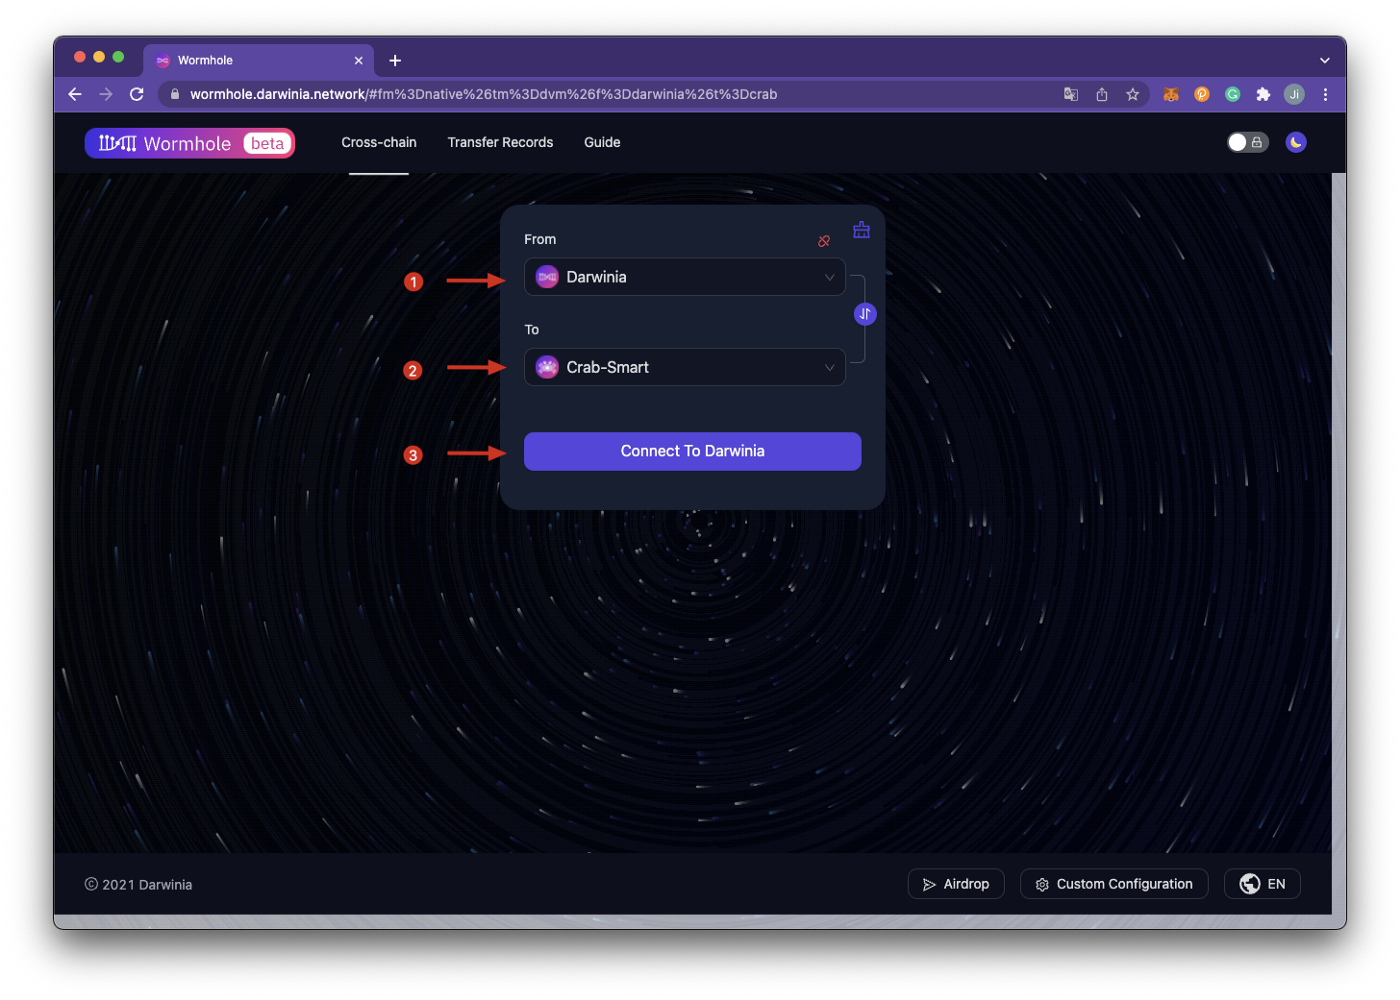 Wormhole
wormhole.darwinia.network/#fm%3Dnative%26tm%3Ddvm%26f%3Ddarwinia%26t%3Dcrab
Ji
Wormhole beta
Cross-chain
Transfer Records
Guide
From
1
Darwinia
To
2
Crab-Smart
3
Connect To Darwinia
© 2021 Darwinia
Airdrop
Custom Configuration
EN